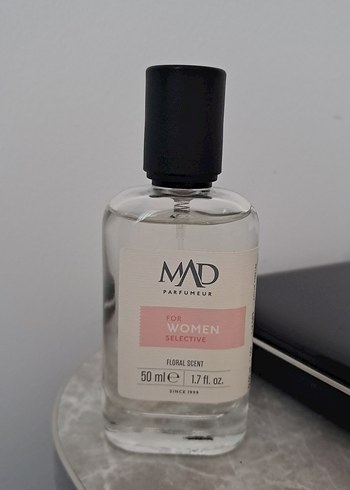 MAD
PARFUMEUR
FOR
WOMEN
SELECTIVE
FLORAL SCENT
50 ml ℮ 1.7 fl. oz.
SINCE 1999